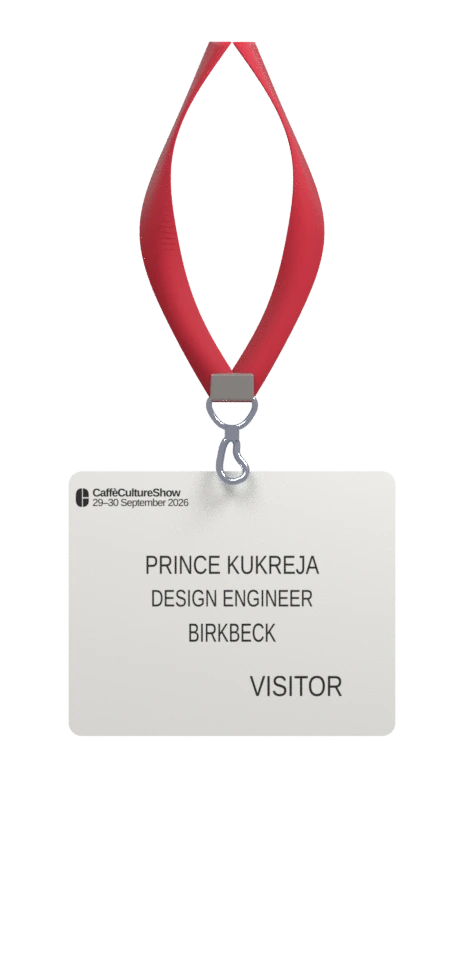 CaffèCultureShow
29–30 September 2026
PRINCE KUKREJA
DESIGN ENGINEER
BIRKBECK
VISITOR